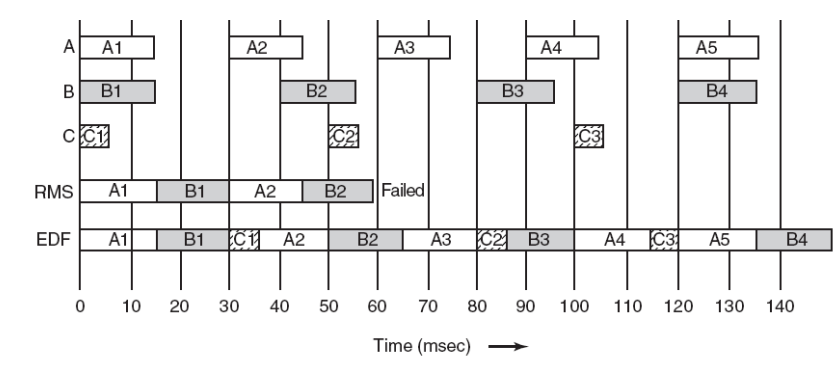 A A1 A2 A3 A4 A5
B B1 B2 B3 B4
C C1 C2 C3
RMS A1 B1 A2 B2 Failed
EDF A1 B1 C1 A2 B2 A3 C2 B3 A4 C3 A5 B4
0 10 20 30 40 50 60 70 80 90 100 110 120 130 140
Time (msec)